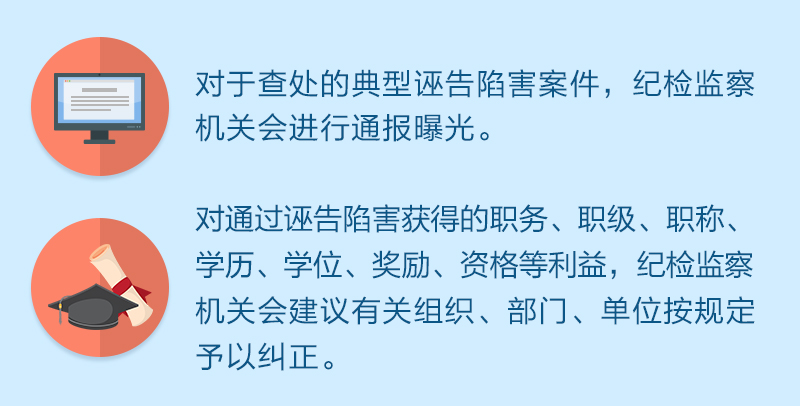 对于查处的典型诬告陷害案件，纪检监察
机关会进行通报曝光。
对通过诬告陷害获得的职务、职级、职称、
学历、学位、奖励、资格等利益，纪检监察
机关会建议有关组织、部门、单位按规定
予以纠正。